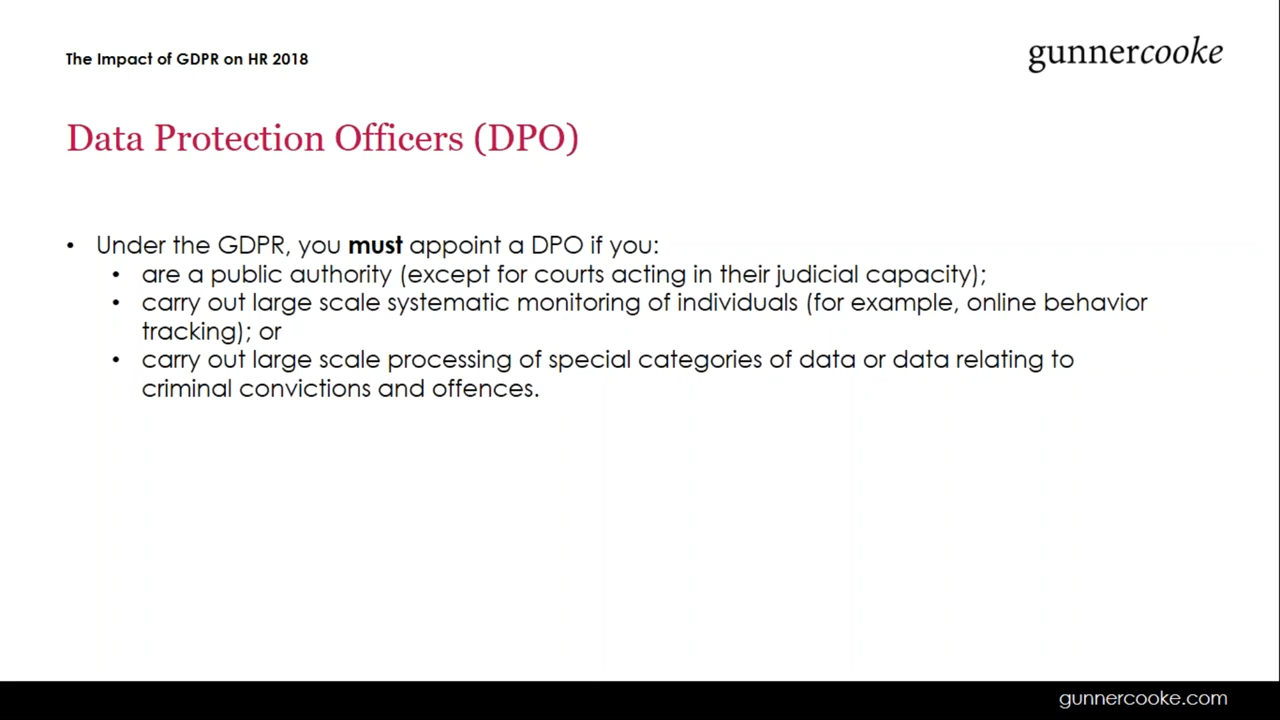 The Impact of GDPR on HR 2018
gunnercooke
Data Protection Officers (DPO)
• Under the GDPR, you must appoint a DPO if you:
• are a public authority (except for courts acting in their judicial capacity);
• carry out large scale systematic monitoring of individuals (for example, online behavior
tracking); or
• carry out large scale processing of special categories of data or data relating to
criminal convictions and offences.
gunnercooke.com